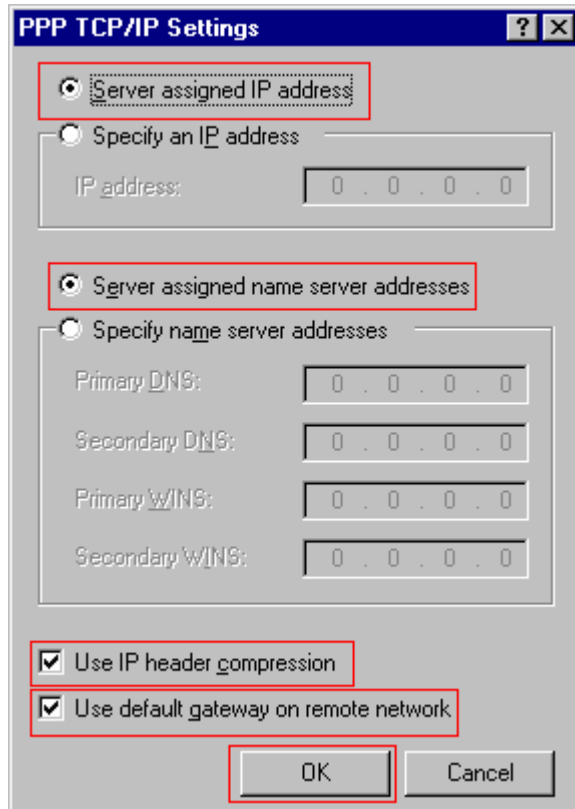 PPP TCP/IP Settings
Server assigned IP address
Specify an IP address
IP address: 0 . 0 . 0 . 0
Server assigned name server addresses
Specify name server addresses
Primary DNS: 0 . 0 . 0 . 0
Secondary DNS: 0 . 0 . 0 . 0
Primary WINS: 0 . 0 . 0 . 0
Secondary WINS: 0 . 0 . 0 . 0
Use IP header compression
Use default gateway on remote network
OK Cancel